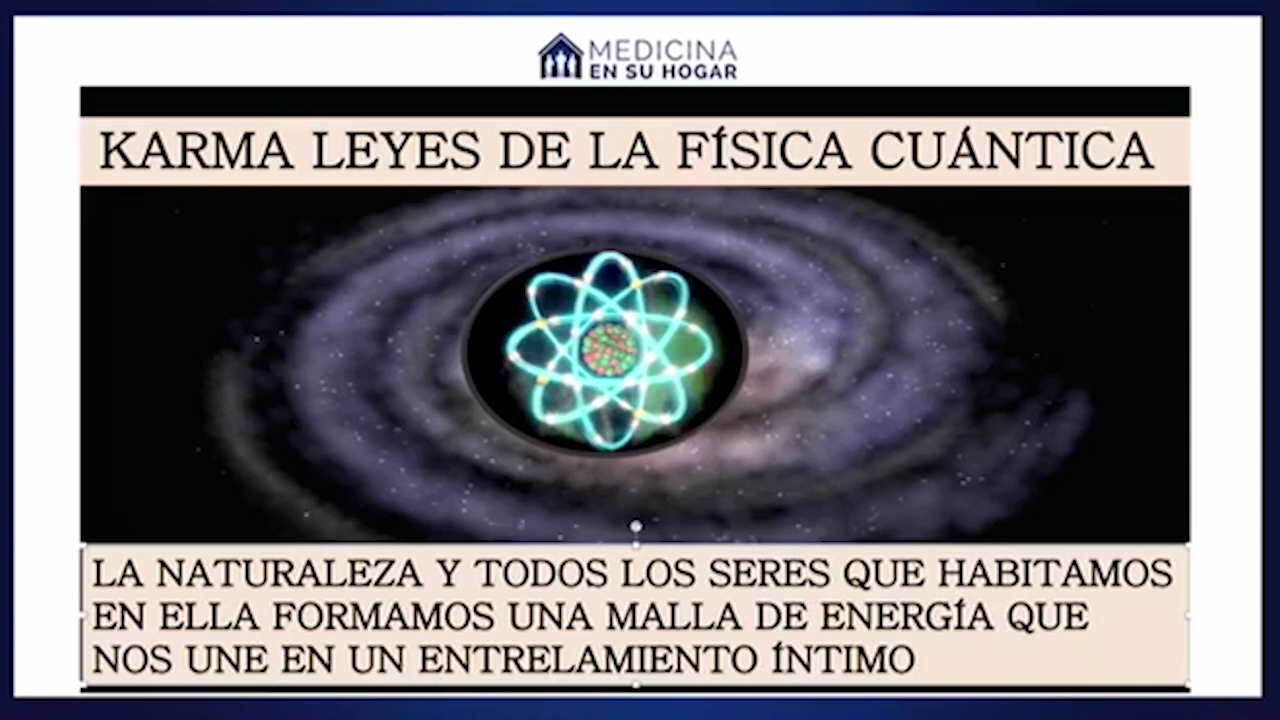 MEDICINA
EN SU HOGAR
KARMA LEYES DE LA FÍSICA CUÁNTICA
LA NATURALEZA Y TODOS LOS SERES QUE HABITAMOS
EN ELLA FORMAMOS UNA MALLA DE ENERGÍA QUE
NOS UNE EN UN ENTRELAMIENTO ÍNTIMO